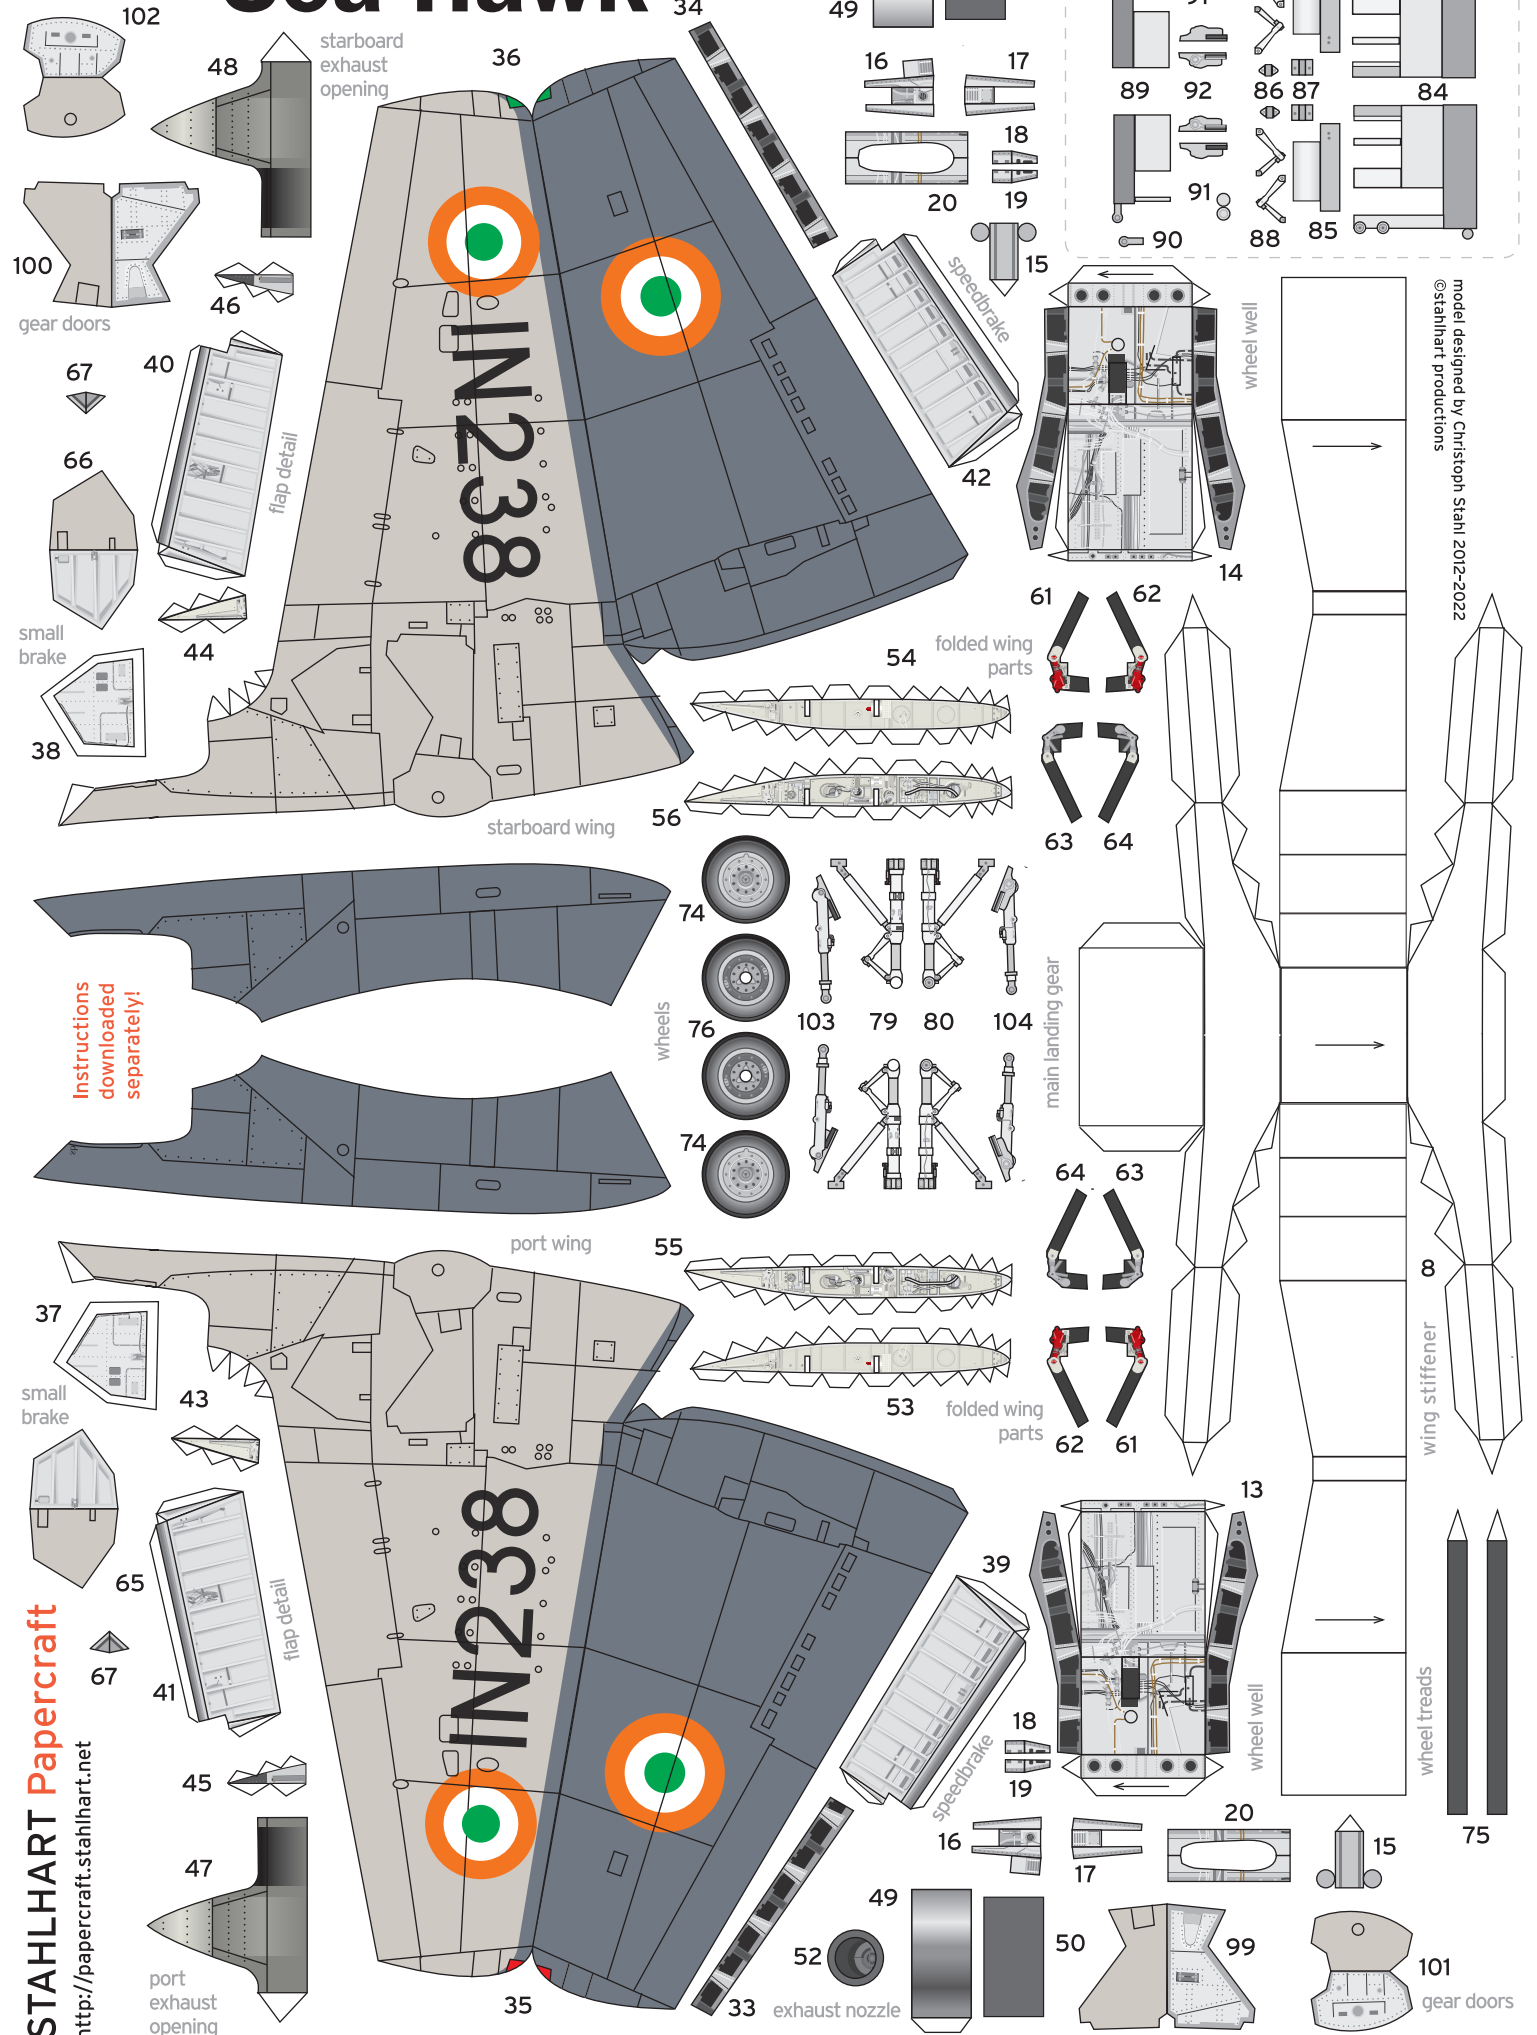 Sea Hawk
34
49
102
48
starboard
exhaust
opening
36
16
17
89
92
86
87
84
18
19
20
91
90
88
85
100
gear doors
46
speedbrake
15
wheel well
model designed by Christoph Stahl 2012-2022
©stahlhart productions
40
67
flap detail
66
IN238
42
14
small
brake
44
38
61
62
54
folded wing
parts
56
starboard wing
63
64
Instructions
downloaded
separately!
74
76
74
wheels
103
79
80
104
main landing gear
64
63
port wing
55
8
37
small
brake
43
53
folded wing
parts
62
61
wing stiffener
13
IN238
39
65
flap detail
67
41
speedbrake
18
19
wheel well
wheel treads
STAHLHART Papercraft
http://papercraft.stahlhart.net
45
16
17
20
15
75
47
49
52
50
99
101
port
exhaust
opening
35
33
exhaust nozzle
gear doors